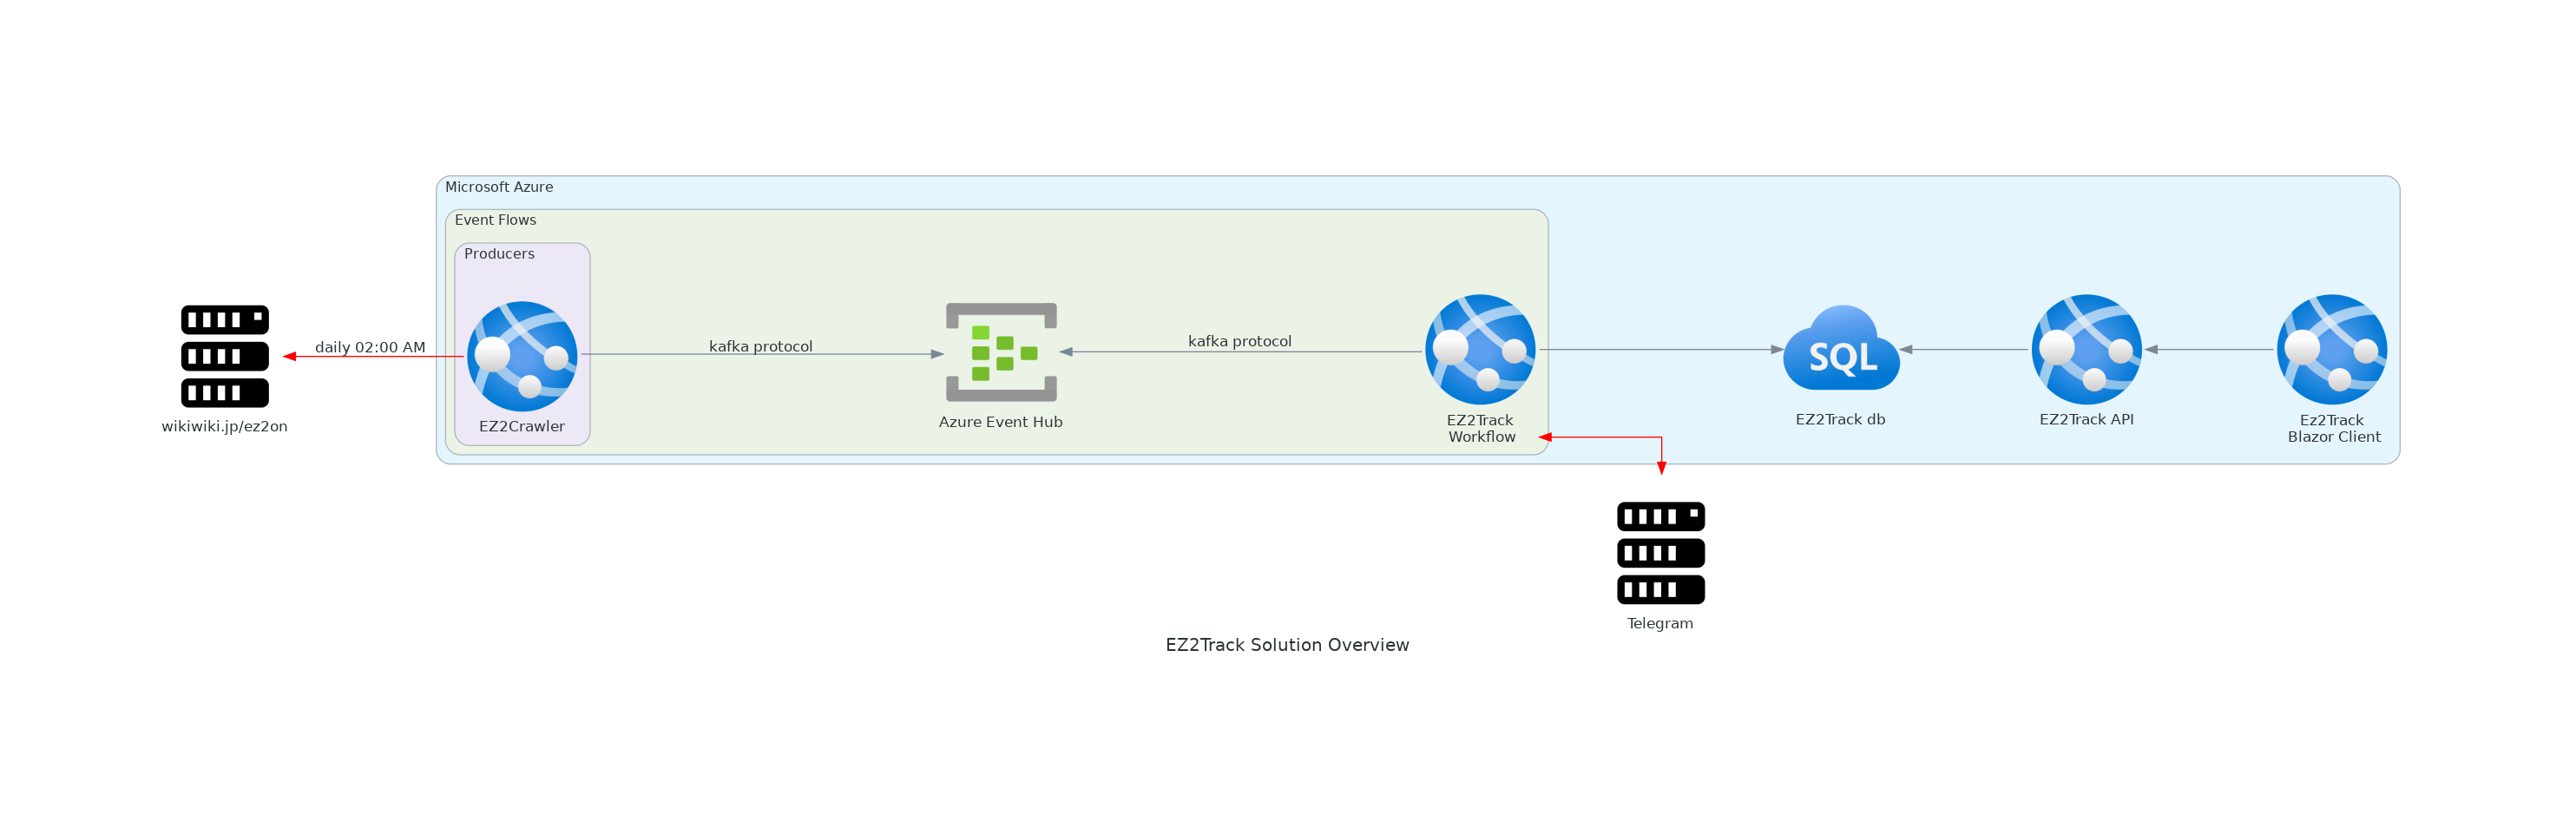 Microsoft Azure
Event Flows
Producers
daily 02:00 AM
kafka protocol
kafka protocol
SQL
wikiwiki.jp/ez2on
EZ2Crawler
Azure Event Hub
EZ2Track
Workflow
EZ2Track db
EZ2Track API
Ez2Track
Blazor Client
Telegram
EZ2Track Solution Overview